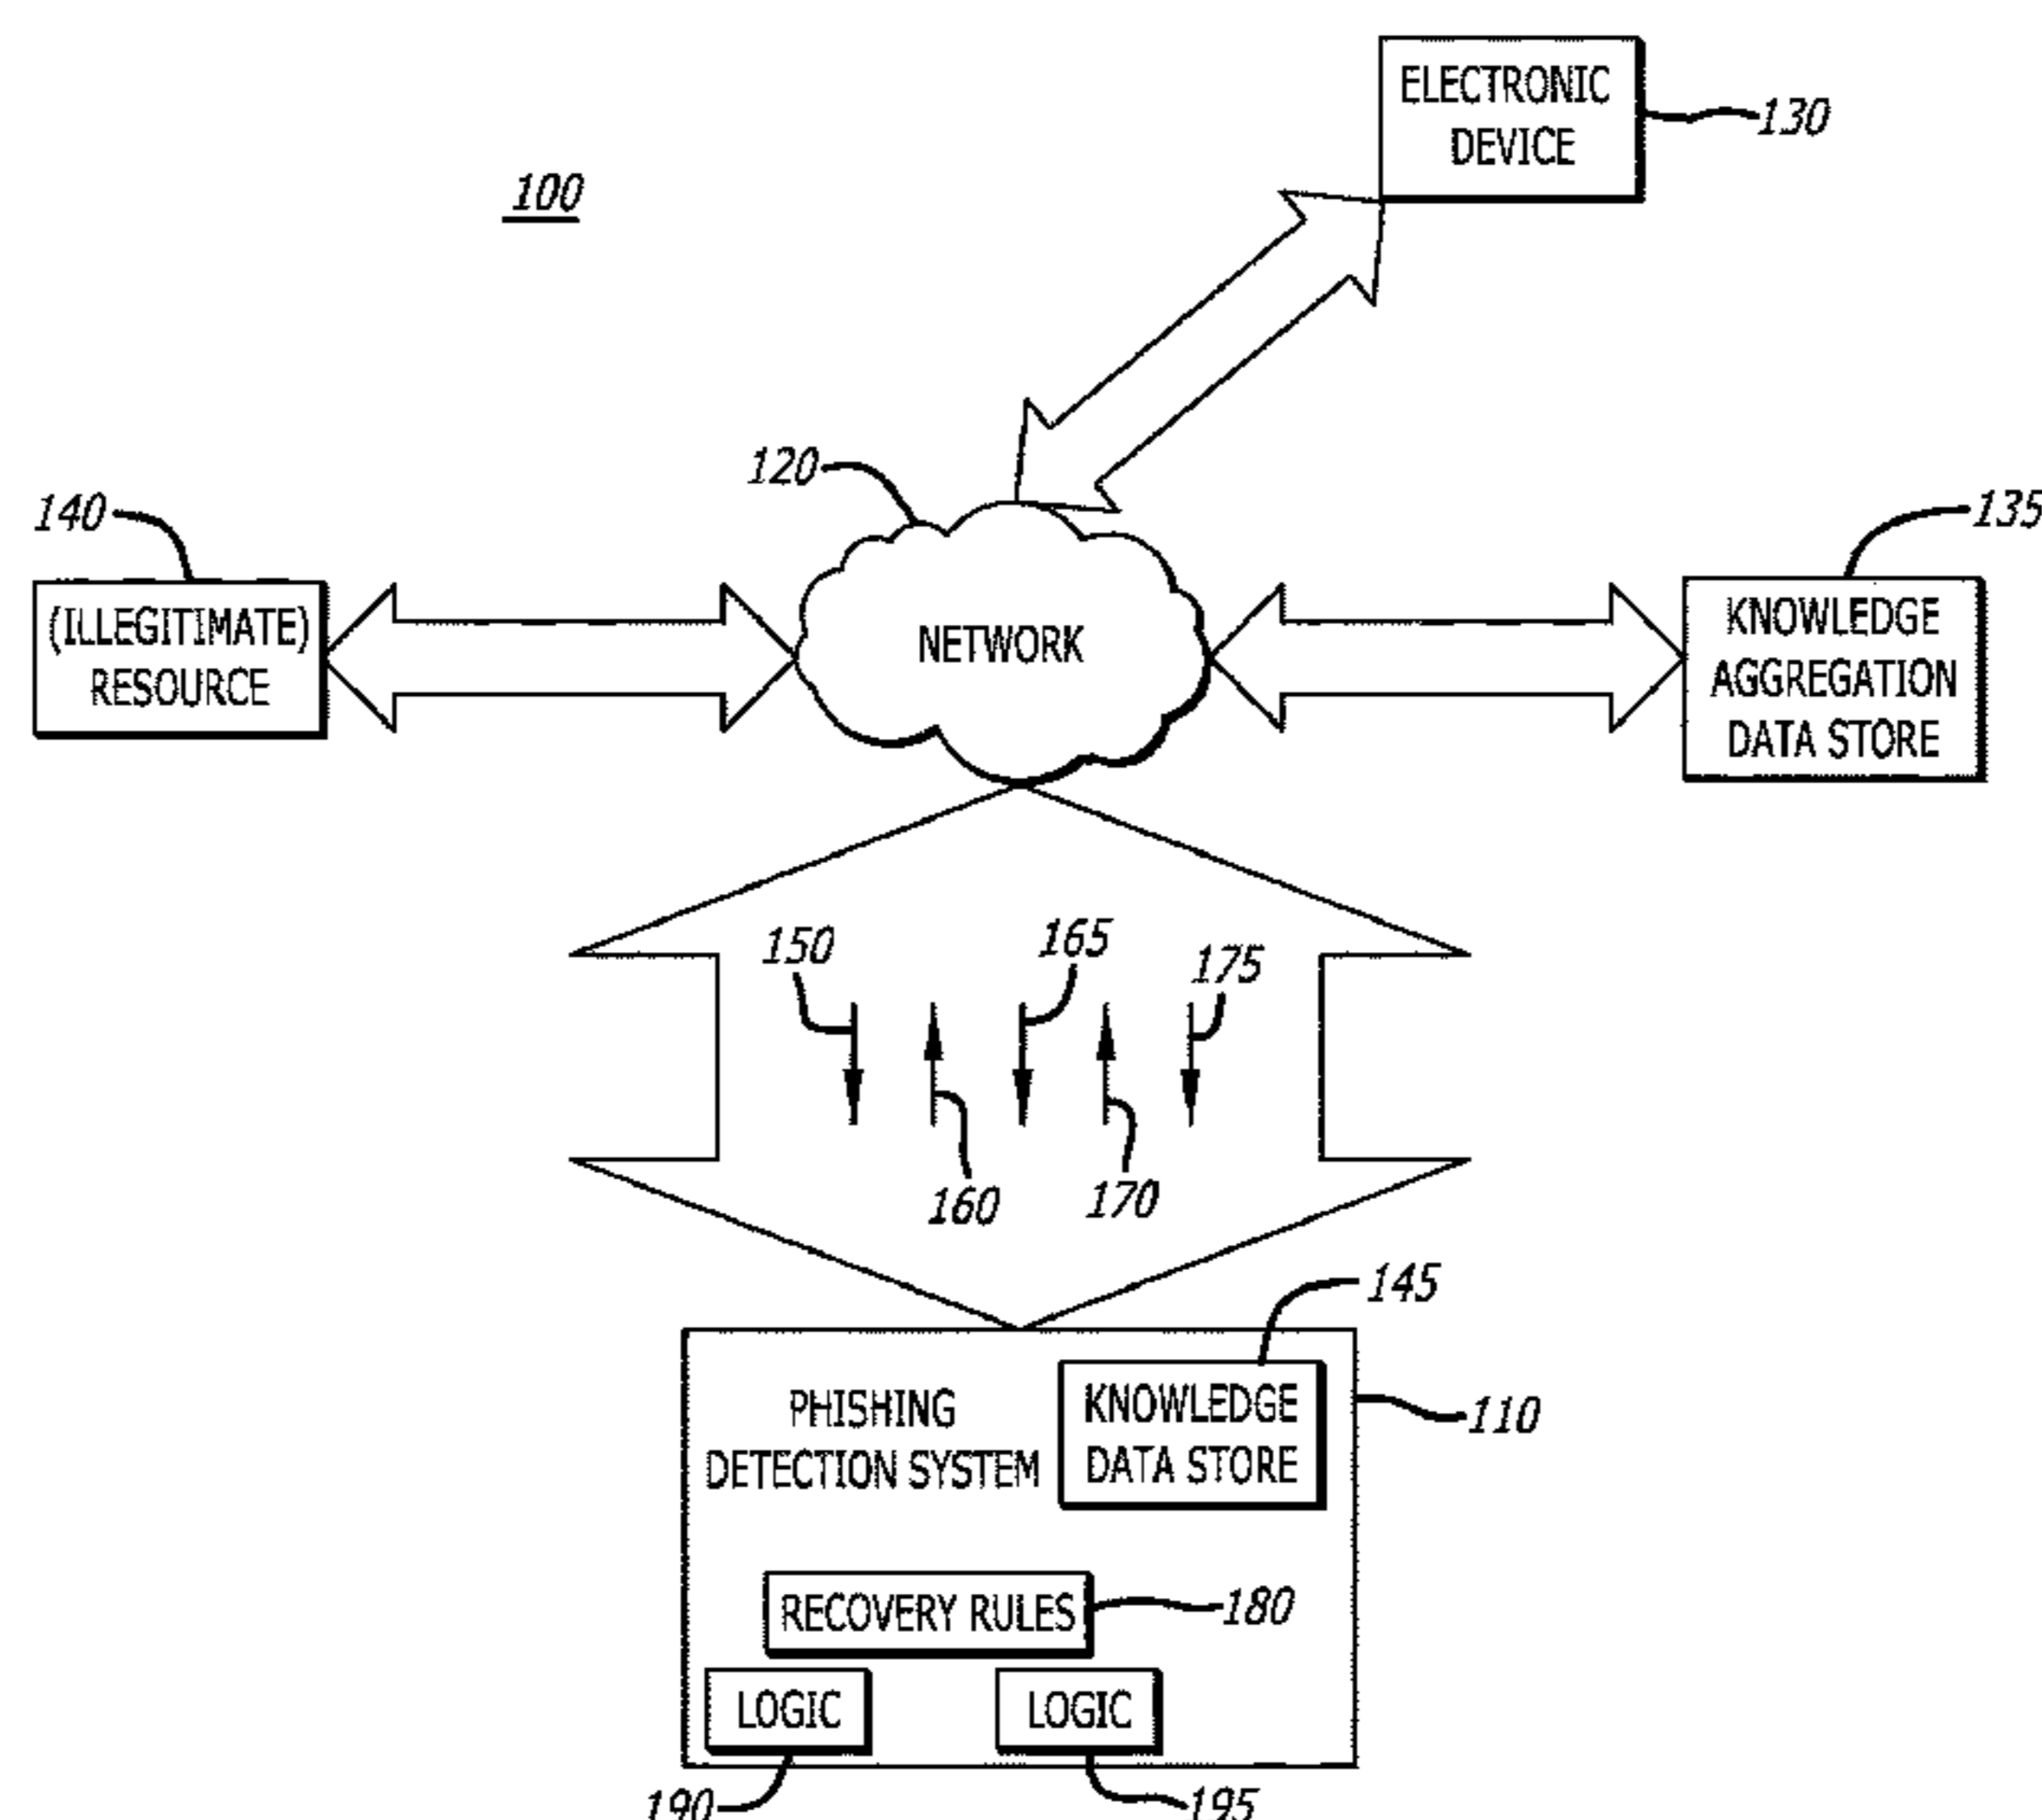 ELECTRONIC
DEVICE
130
100
120
140
135
(ILLEGITIMATE)
RESOURCE
NETWORK
KNOWLEDGE
AGGREGATION
DATA STORE
150
165
175
160
170
145
PHISHING
DETECTION SYSTEM
KNOWLEDGE
DATA STORE
110
RECOVERY RULES
180
LOGIC
LOGIC
190
195